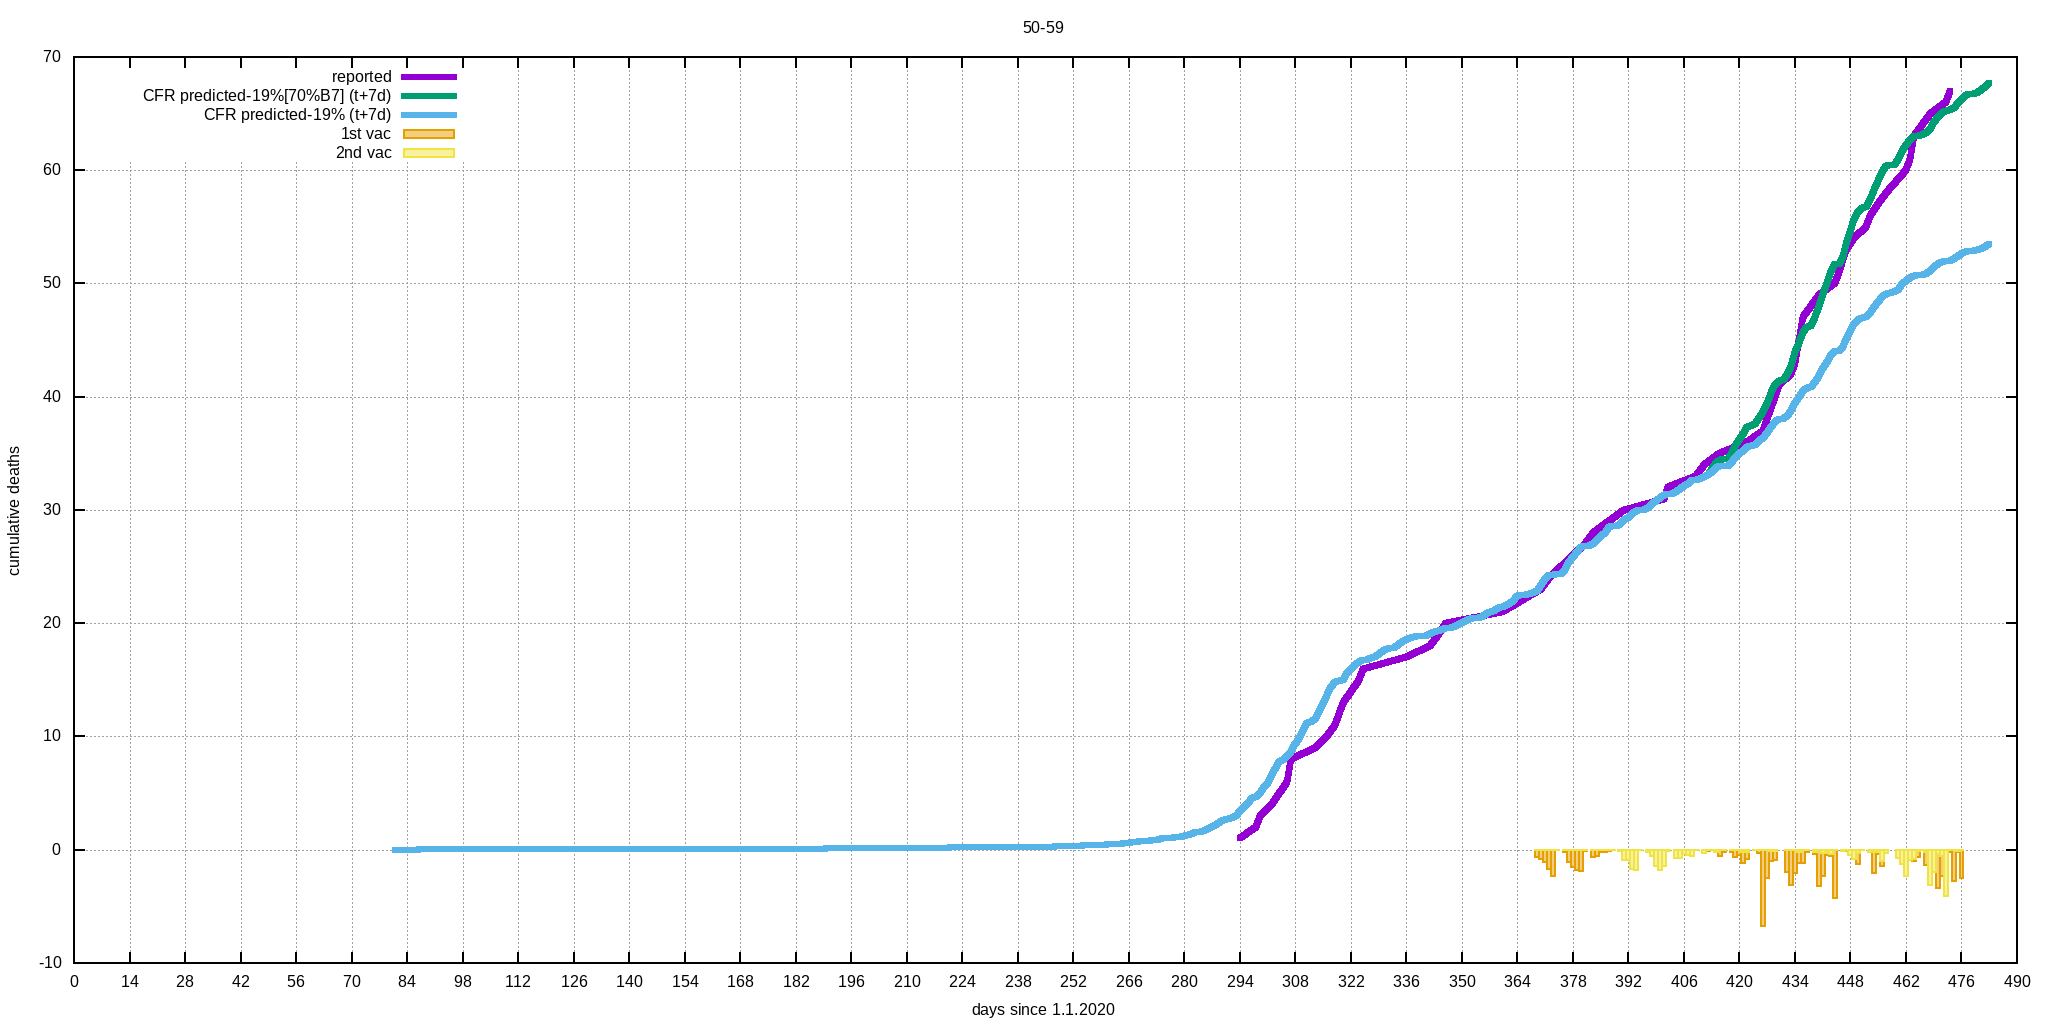 50-59
70
60
50
40
30
20
10
0
-10
cumulative deaths
reported
CFR predicted-19%[70%B7] (t+7d)
CFR predicted-19% (t+7d)
1st vac
2nd vac
0 14 28 42 56 70 84 98 112 126 140 154 168 182 196 210 224 238 252 266 280 294 308 322 336 350 364 378 392 406 420 434 448 462 476 490
days since 1.1.2020